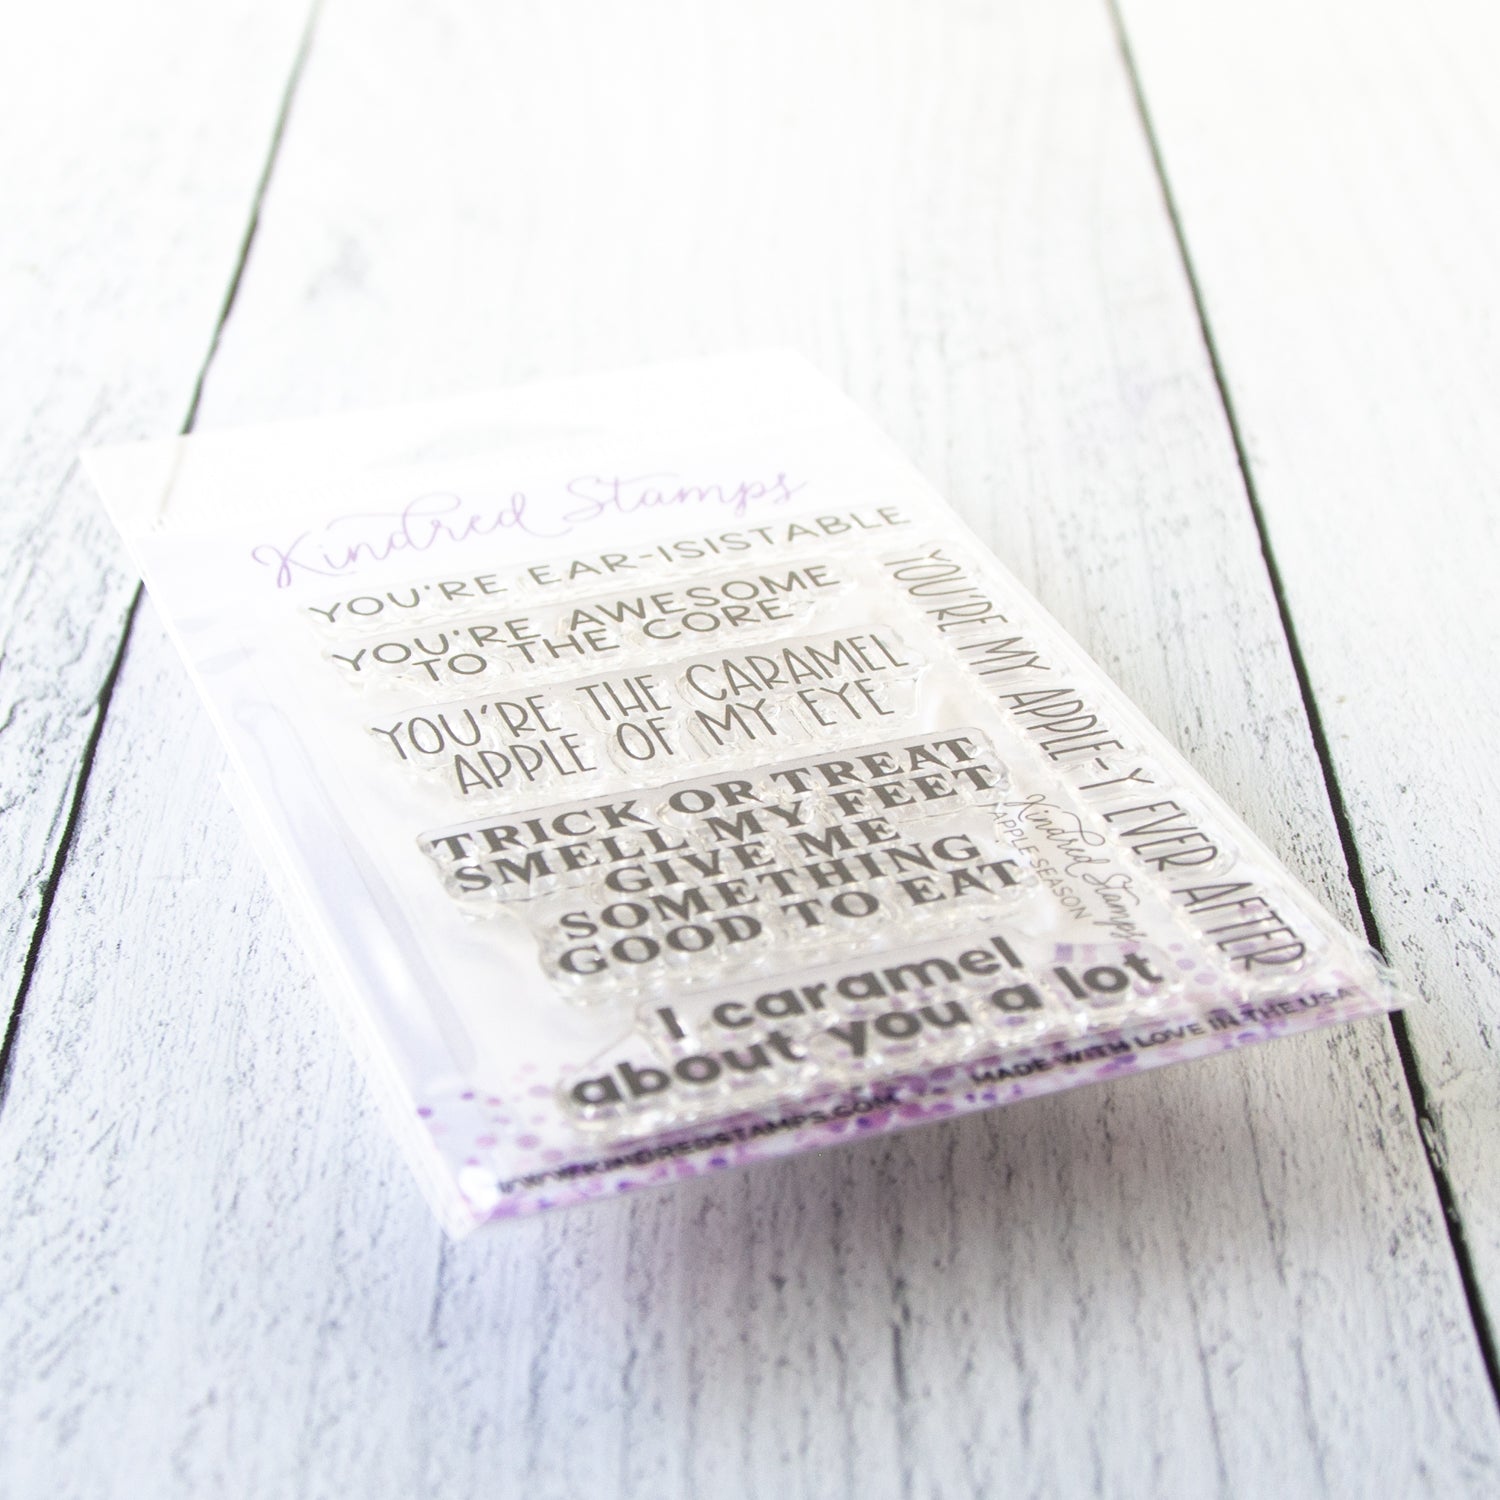 Kindred Stamps
YOU'RE EAR-ISISTABLE
YOU'RE AWESOME
TO THE CORE
YOU'RE THE CARAMEL
APPLE OF MY EYE
TRICK OR TREAT
SMELL MY FEET
GIVE ME
SOMETHING
GOOD TO EAT
I caramel
about you a lot
YOU'RE MY APPLE-Y EVER AFTER
Kindred Stamps
APPLE SEASON
WWW.KINDREDSTAMPS.COM
MADE WITH LOVE IN THE USA